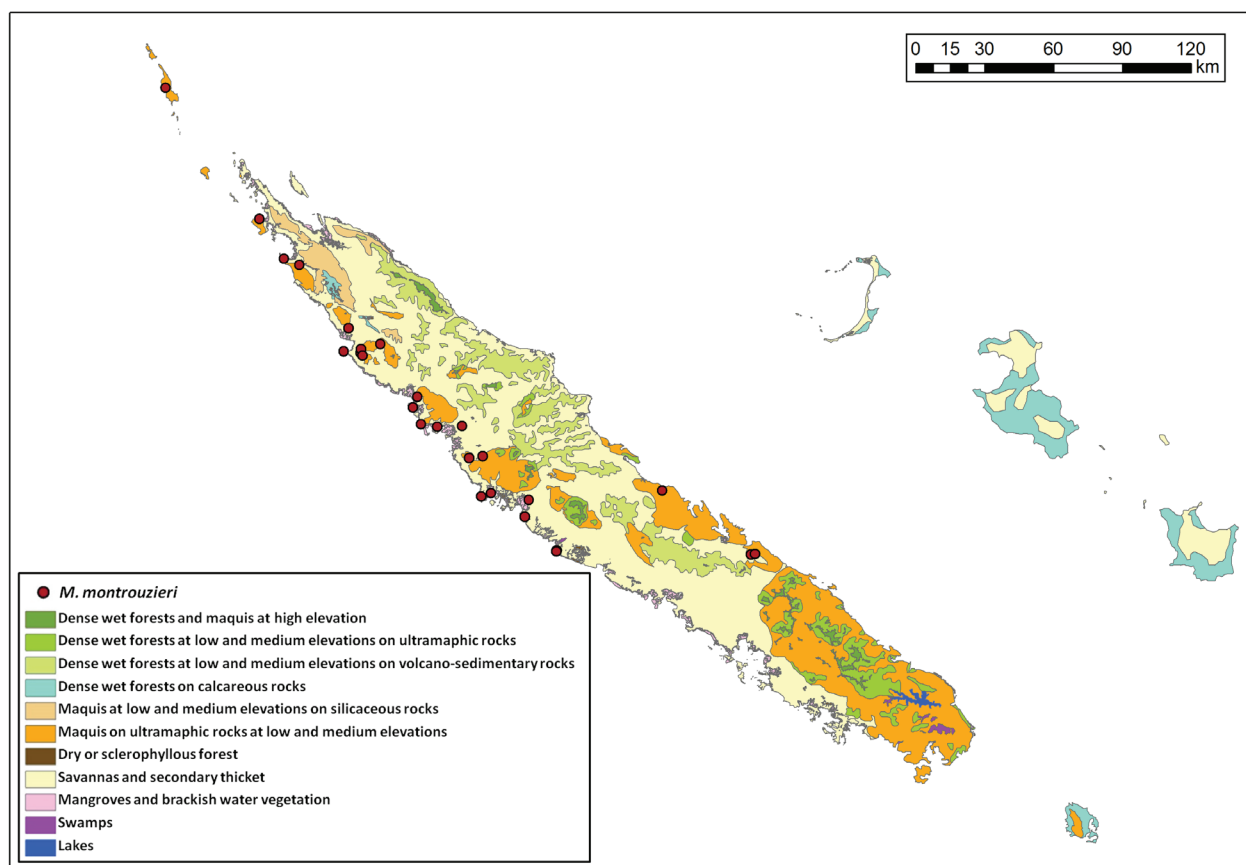 0 15 30 60 90 120
km
M. montrouzieri
Dense wet forests and maquis at high elevation
Dense wet forests at low and medium elevations on ultramaphic rocks
Dense wet forests at low and medium elevations on volcano-sedimentary rocks
Dense wet forests on calcareous rocks
Maquis at low and medium elevations on silicaceous rocks
Maquis on ultramaphic rocks at low and medium elevations
Dry or sclerophyllous forest
Savannas and secondary thicket
Mangroves and brackish water vegetation
Swamps
Lakes